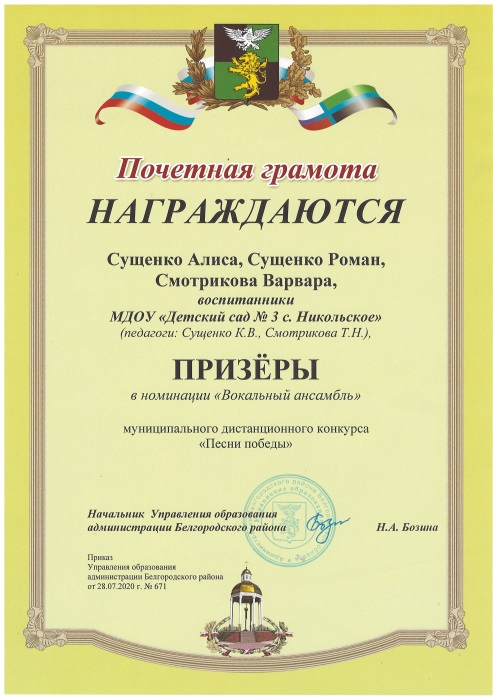 Почетная грамота
НАГРАЖДАЮТСЯ
Сущенко Алиса, Сущенко Роман,
Смотрикова Варвара,
воспитанники
МДОУ «Детский сад № 3 с. Никольское»
(педагоги: Сущенко К.В., Смотрикова Т.Н.),
ПРИЗЁРЫ
в номинации «Вокальный ансамбль»
муниципального дистанционного конкурса
«Песни победы»
Начальник Управления образования
администрации Белгородского района Н.А. Бозина
Приказ
Управления образования
администрации Белгородского района
от 28.07.2020 г. № 671